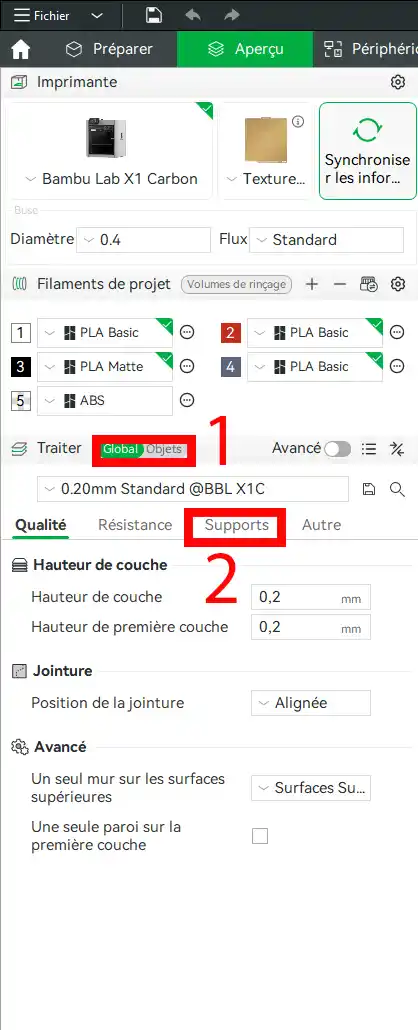 Fichier
Préparer
Aperçu
Périphéri
Imprimante
Bambu Lab X1 Carbon
Texture...
Synchronise
r les infor...
Buse
Diamètre
0.4
Flux
Standard
Filaments de projet
Volumes de rinçage
1
PLA Basic
2
PLA Basic
3
PLA Matte
4
PLA Basic
5
ABS
1
Traiter
Global
Objets
Avancé
0.20mm Standard @BBL X1C
Qualité
Résistance
Supports
Autre
2
Hauteur de couche
Hauteur de couche
0,2
mm
Hauteur de première couche
0,2
mm
Jointure
Position de la jointure
Alignée
Avancé
Un seul mur sur les surfaces
supérieures
Surfaces Su...
Une seule paroi sur la
première couche